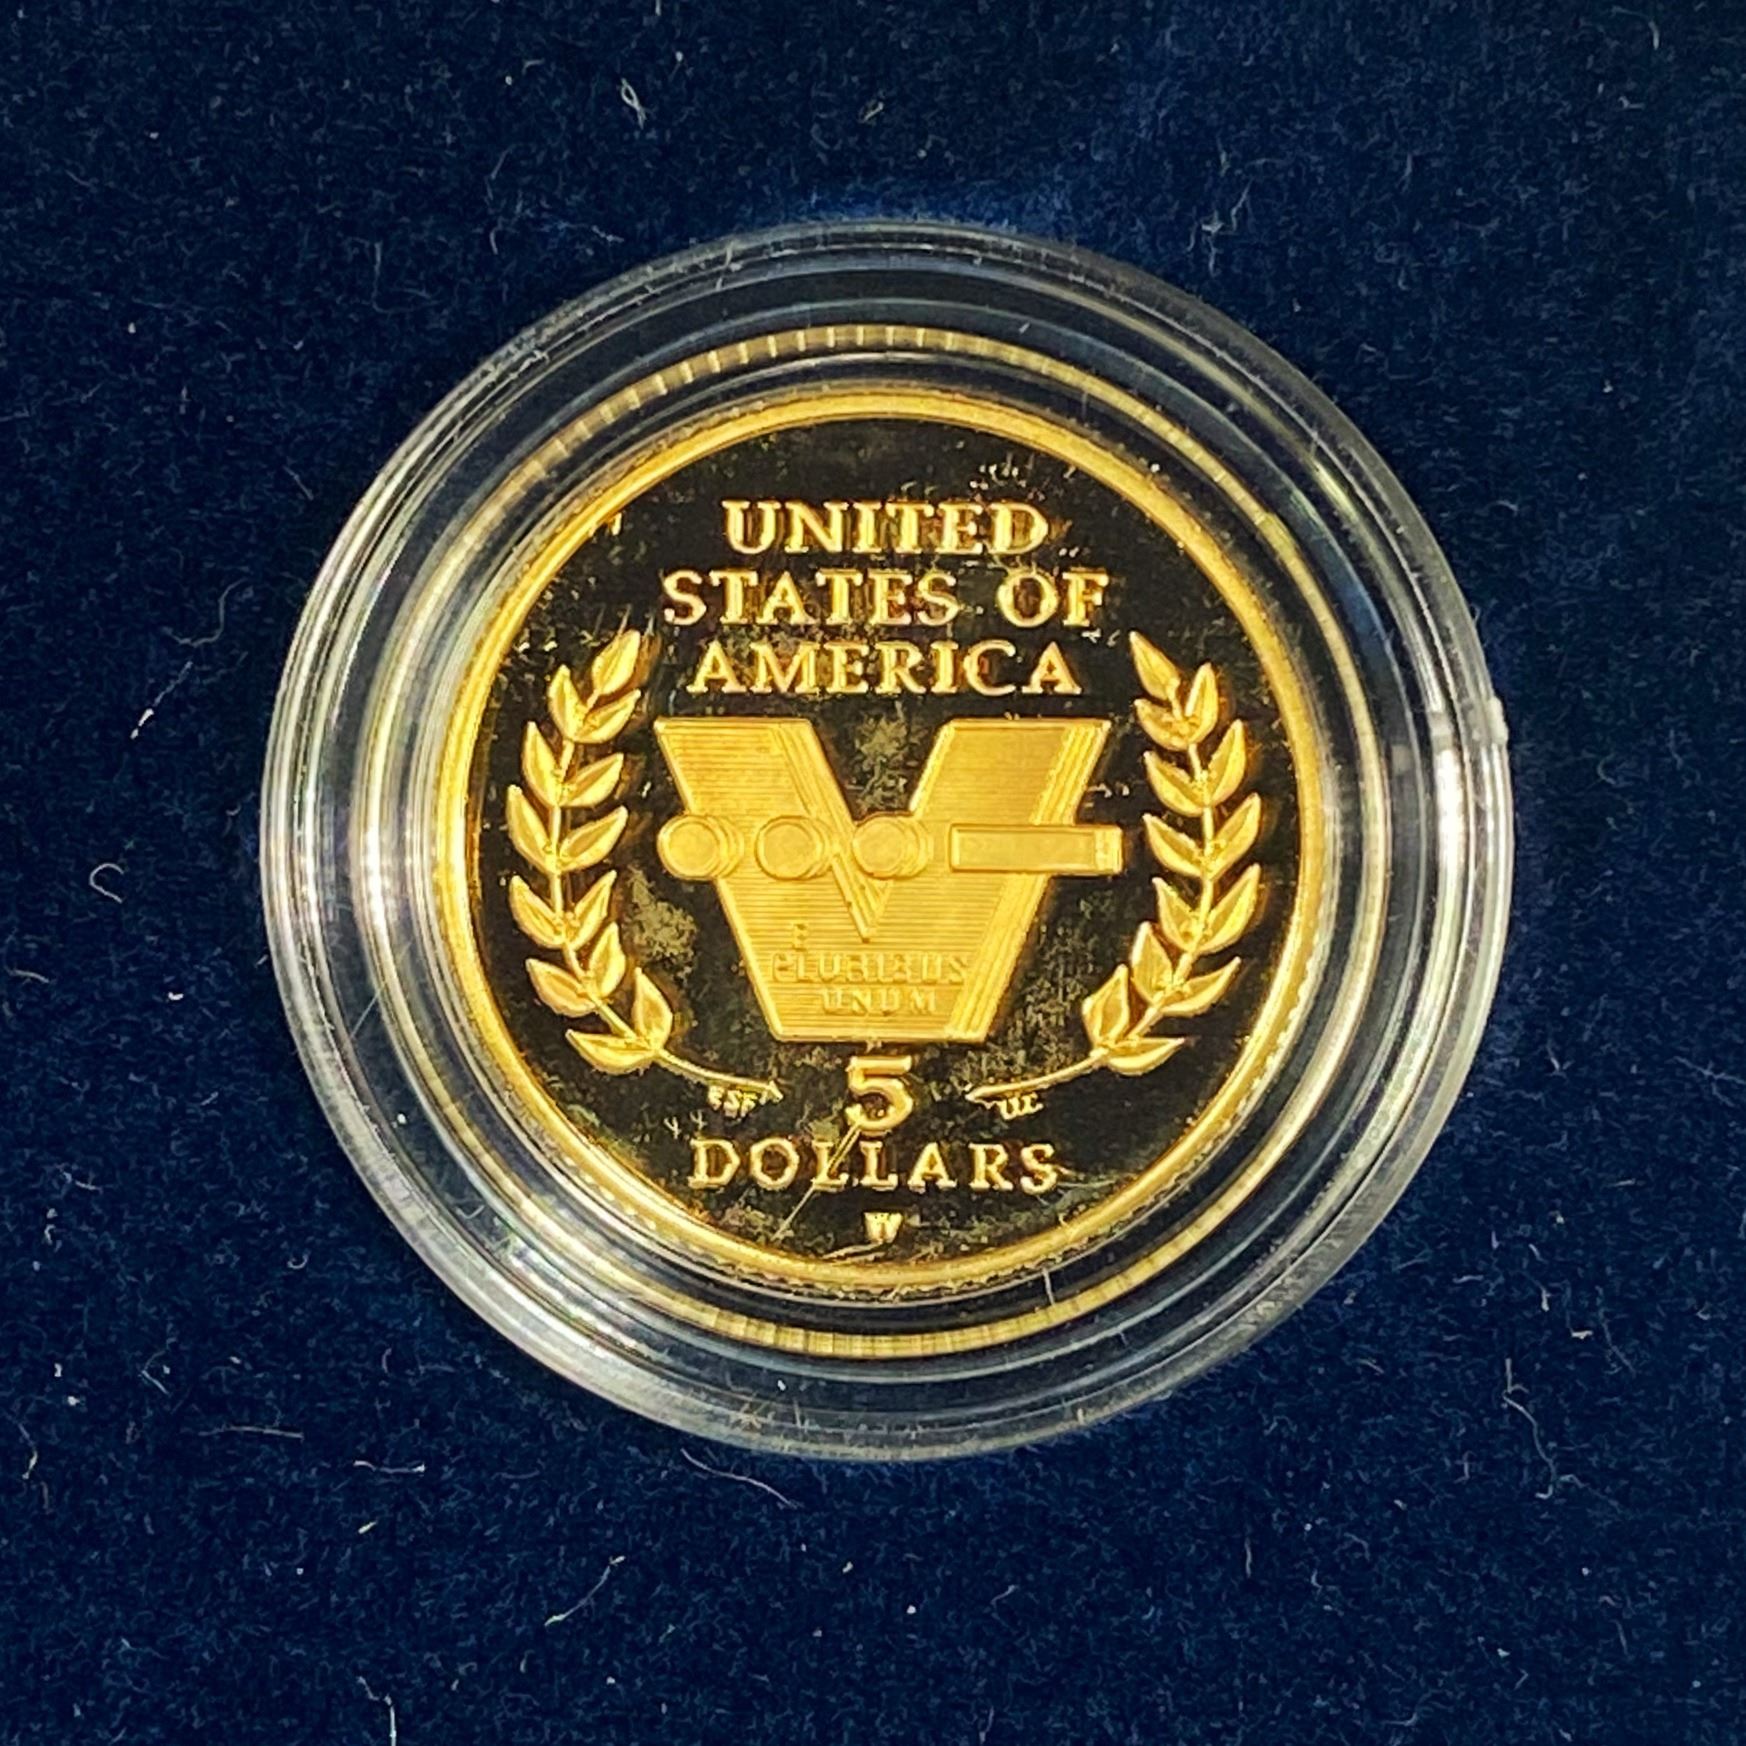 UNITED
STATES OF
AMERICA
E
PLURIBUS
UNUM
5
DOLLARS
W